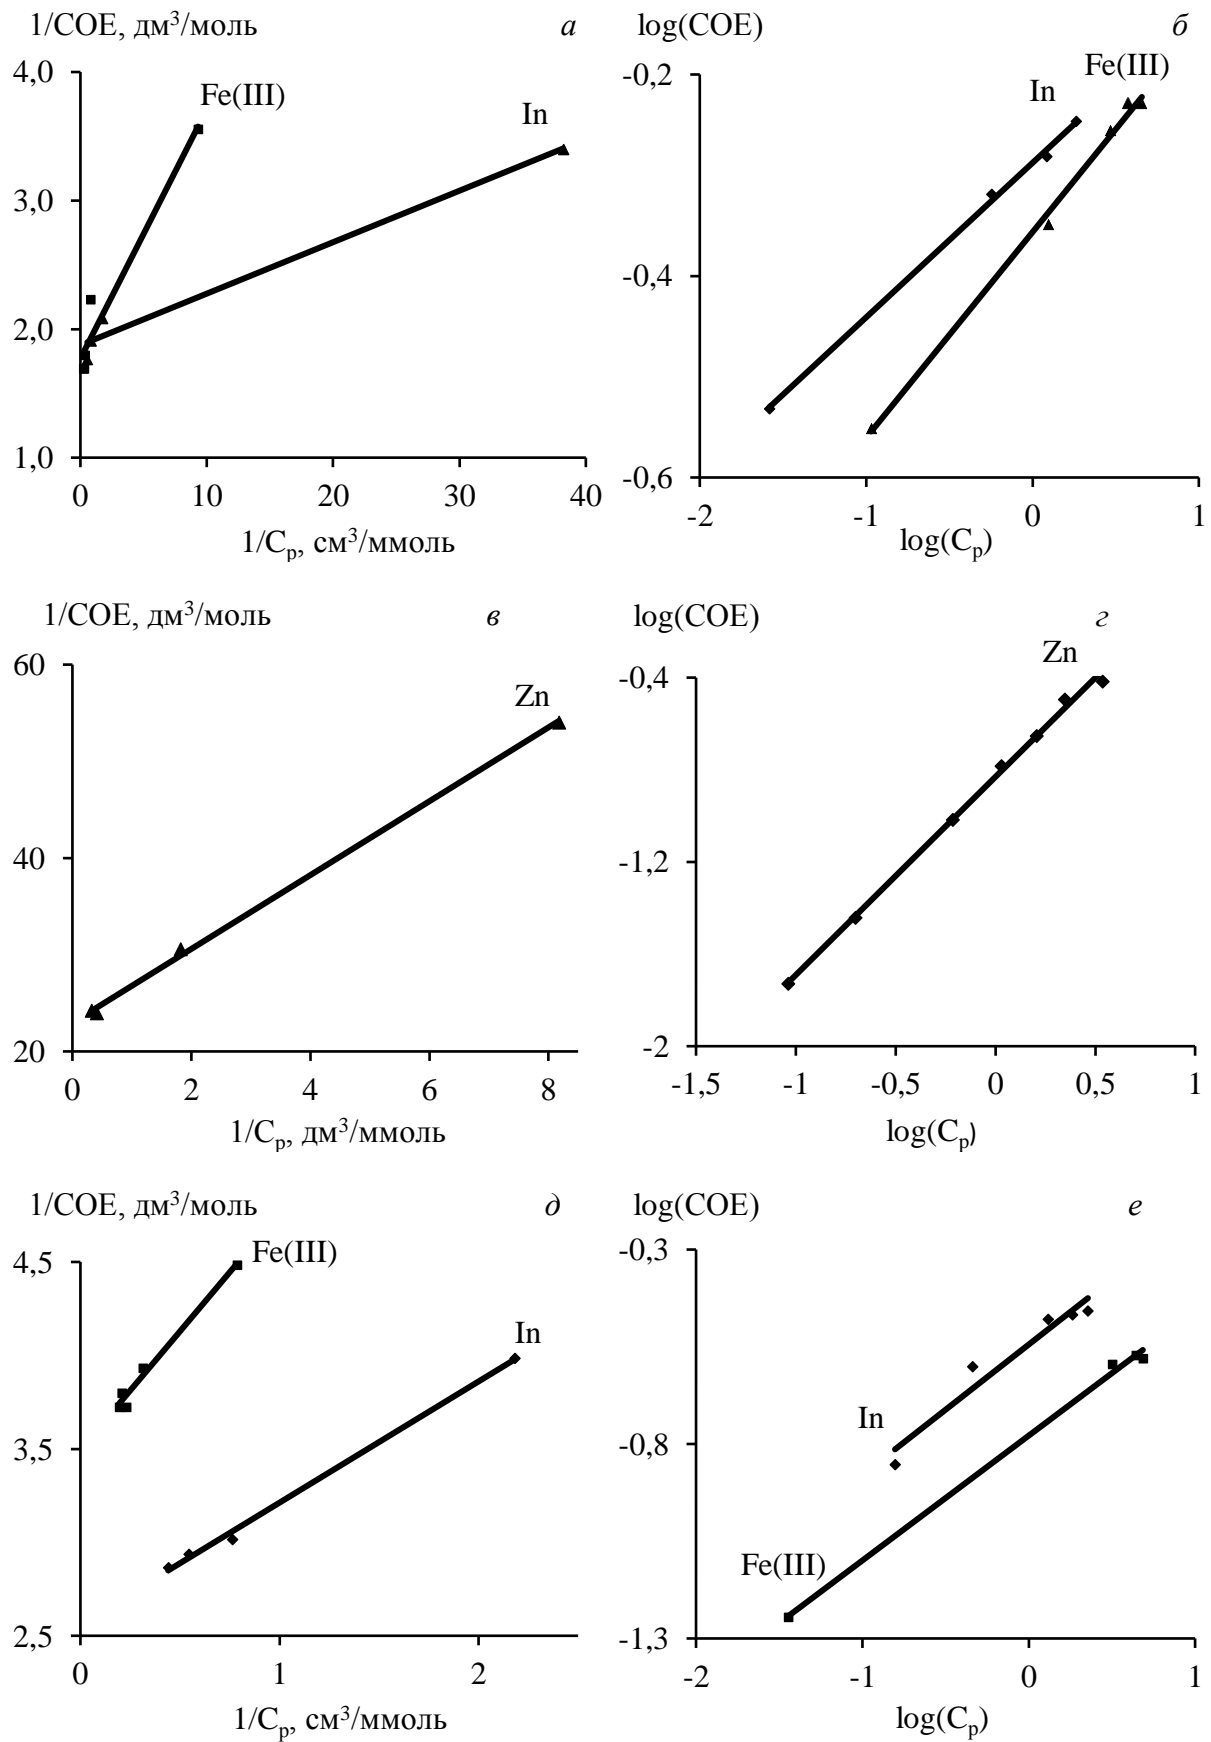 1/СОЕ, дм³/моль
а
4,0
Fe(III)
In
3,0
2,0
1,0
0
10
20
30
40
1/Cр, см³/ммоль
log(СОЕ)
б
-0,2
Fe(III)
In
-0,4
-0,6
-2
-1
0
1
log(Cр)
1/СОЕ, дм³/моль
в
60
Zn
40
20
0
2
4
6
8
1/Cр, дм³/ммоль
log(СОЕ)
г
Zn
-0,4
-1,2
-2
-1,5
-1
-0,5
0
0,5
1
log(Cр)
1/СОЕ, дм³/моль
д
4,5
Fe(III)
In
3,5
2,5
0
1
2
1/Cр, см³/ммоль
log(СОЕ)
е
-0,3
In
-0,8
Fe(III)
-1,3
-2
-1
0
1
log(Cр)